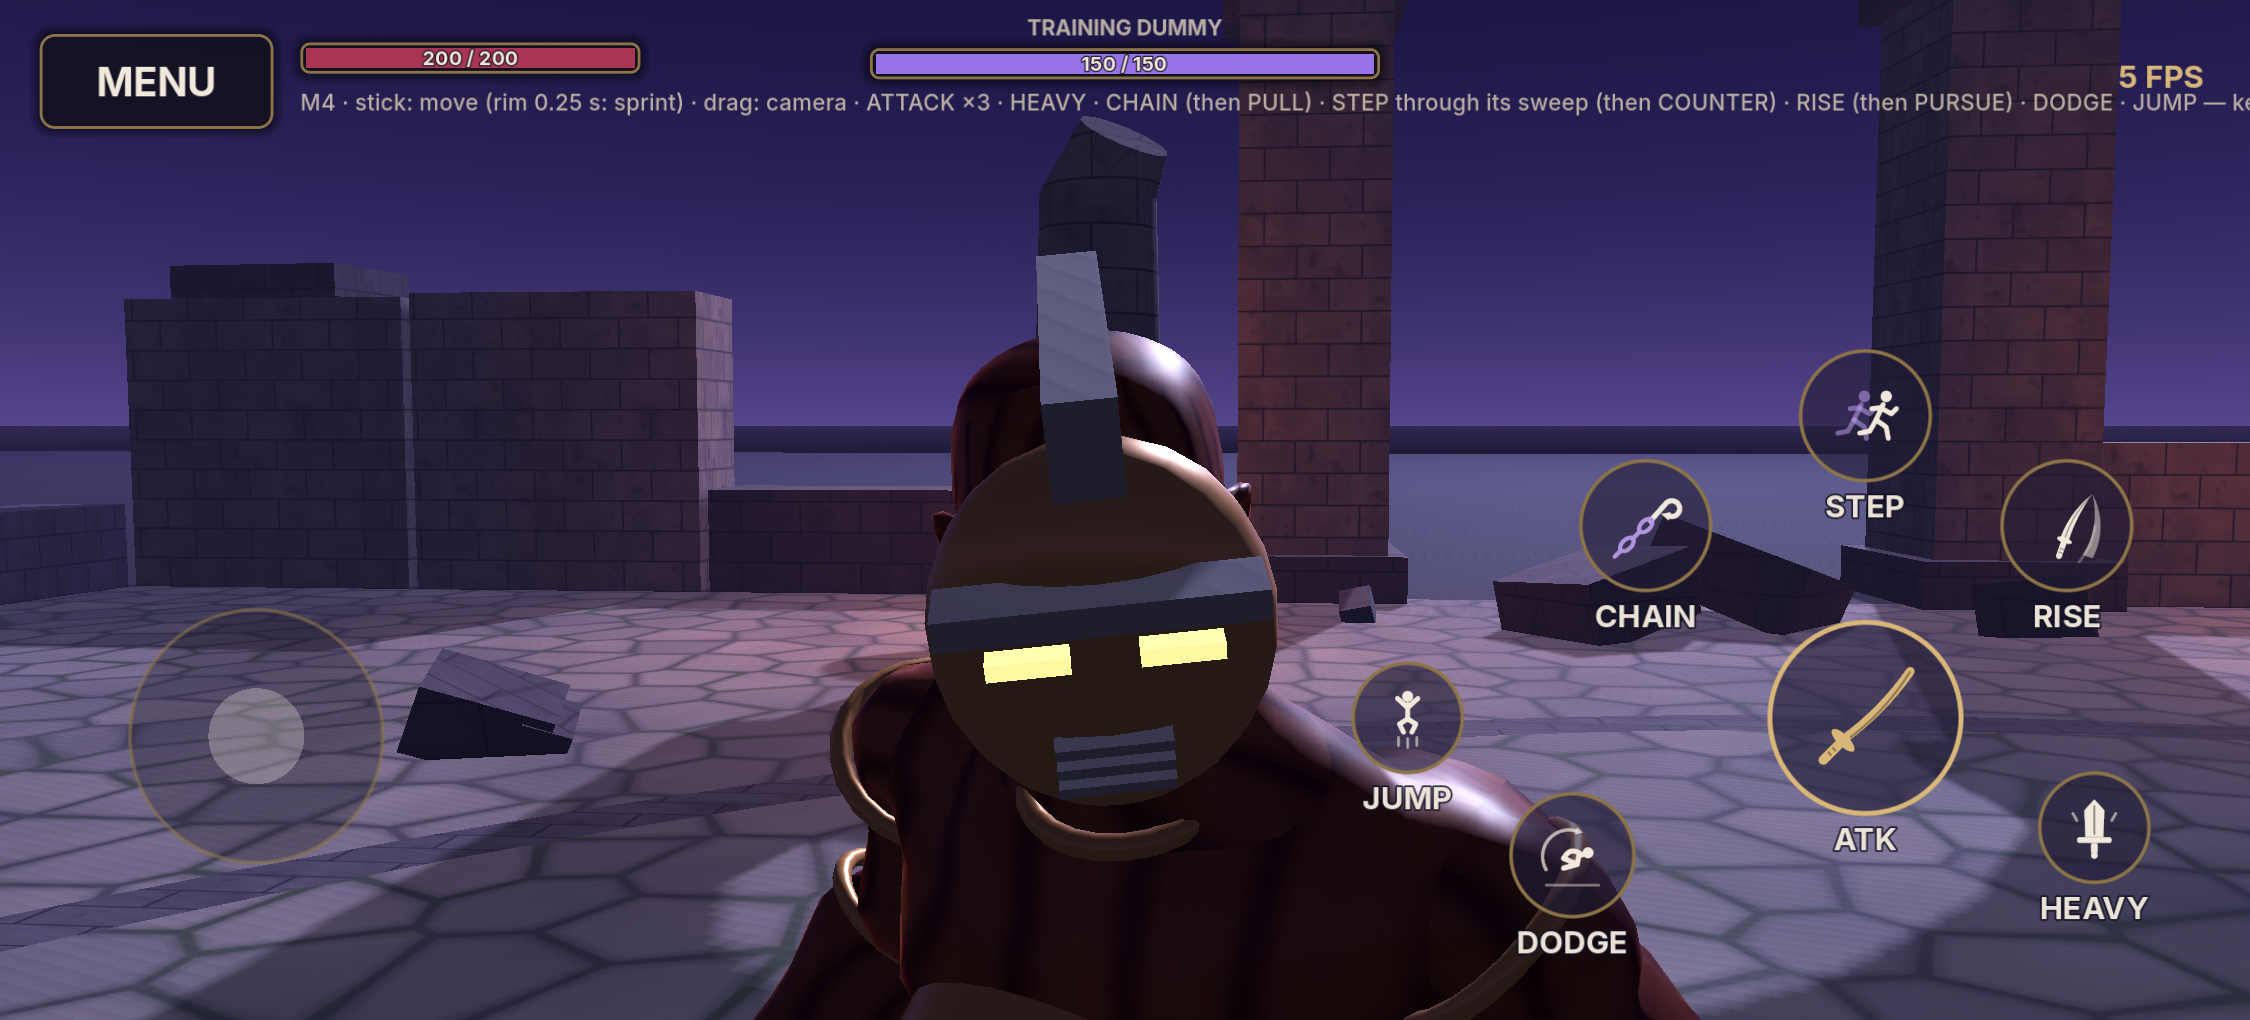 TRAINING DUMMY
MENU
200 / 200
150 / 150
5 FPS
M4 · stick: move (rim 0.25 s: sprint) · drag: camera · ATTACK ×3 · HEAVY · CHAIN (then PULL) · STEP through its sweep (then COUNTER) · RISE (then PURSUE) · DODGE · JUMP — ke
STEP
CHAIN
RISE
JUMP
ATK
HEAVY
DODGE